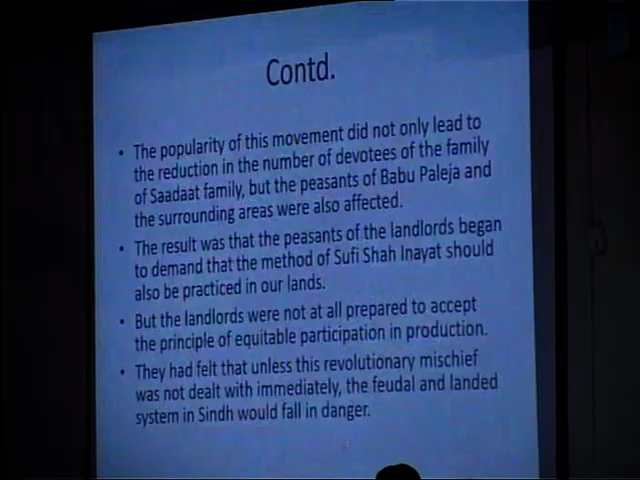 Contd.
• The popularity of this movement did not only lead to
the reduction in the number of devotees of the family
of Saadaat family, but the peasants of Babu Paleja and
the surrounding areas were also affected.
• The result was that the peasants of the landlords began
to demand that the method of Sufi Shah Inayat should
also be practiced in our lands.
• But the landlords were not at all prepared to accept
the principle of equitable participation in production.
• They had felt that unless this revolutionary mischief
was not dealt with immediately, the feudal and landed
system in Sindh would fall in danger.